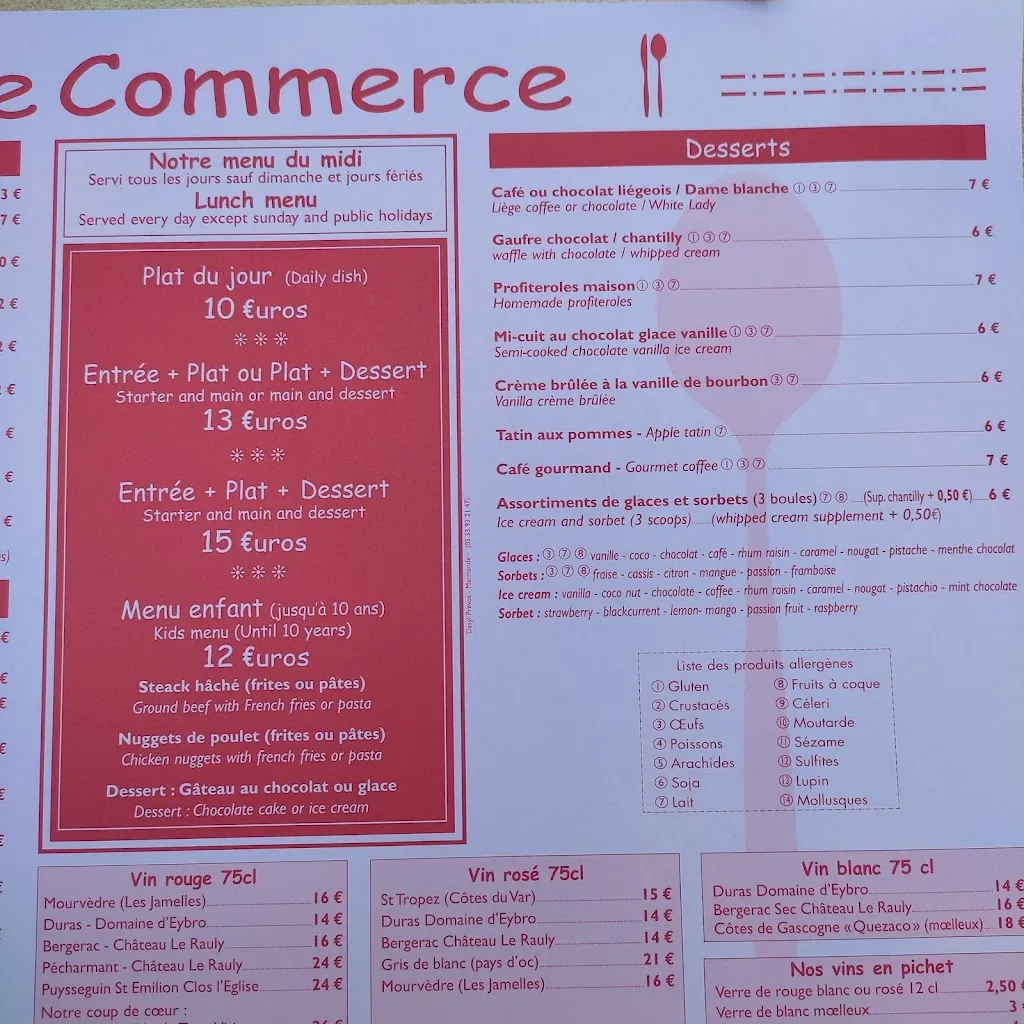 e Commerce
3 €
7 €
0 €
2 €
2 €
€
€
€
€
s)
€
€
€
€
€
€
€
Notre menu du midi
Servi tous les jours sauf dimanche et jours fériés
Lunch menu
Served every day except sunday and public holidays
Plat du jour (Daily dish)
10 €uros
Entrée + Plat ou Plat + Dessert
Starter and main or main and dessert
13 €uros
Entrée + Plat + Dessert
Starter and main and dessert
15 €uros
Menu enfant (jusqu'à 10 ans)
Kids menu (Until 10 years)
12 €uros
Steack hâché (frites ou pâtes)
Ground beef with French fries or pasta
Nuggets de poulet (frites ou pâtes)
Chicken nuggets with french fries or pasta
Dessert : Gâteau au chocolat ou glace
Dessert : Chocolate cake or ice cream
Marmande - (05 53 93 21 47)
Desserts
Café ou chocolat liégeois / Dame blanche ① ③ ⑦ 7 €
Liège coffee or chocolate / White Lady
Gaufre chocolat / chantilly ① ③ ⑦ 6 €
waffle with chocolate / whipped cream
Profiteroles maison ① ③ ⑦ 7 €
Homemade profiteroles
Mi-cuit au chocolat glace vanille ① ③ ⑦ 6 €
Semi-cooked chocolate vanilla ice cream
Crème brûlée à la vanille de bourbon ③ ⑦ 6 €
Vanilla crème brûlée
Tatin aux pommes - Apple tatin ⑦ 6 €
Café gourmand - Gourmet coffee ① ③ ⑦ 7 €
Assortiments de glaces et sorbets (3 boules) ⑦ ⑧ (Sup. chantilly + 0,50 €) 6 €
Ice cream and sorbet (3 scoops) (whipped cream supplement + 0,50€)
Glaces : ③ ⑦ ⑧ vanille - coco - chocolat - café - rhum raisin - caramel - nougat - pistache - menthe chocolat
Sorbets : ③ ⑦ ⑧ fraise - cassis - citron - mangue - passion - framboise
Ice cream : vanilla - coco nut - chocolate - coffee - rhum raisin - caramel - nougat - pistachio - mint chocolate
Sorbet : strawberry - blackcurrent - lemon- mango - passion fruit - raspberry
Liste des produits allergènes
① Gluten
② Crustacés
③ Œufs
④ Poissons
⑤ Arachides
⑥ Soja
⑦ Lait
⑧ Fruits à coque
⑨ Céleri
⑩ Moutarde
⑪ Sézame
⑫ Sulfites
⑬ Lupin
⑭ Mollusques
Vin rouge 75cl
Mourvèdre (Les Jamelles) 16 €
Duras - Domaine d'Eybro 14 €
Bergerac - Château Le Rauly 16 €
Pécharmant - Château Le Rauly 24 €
Puysseguin St Emilion Clos l'Eglise 24 €
Notre coup de cœur :
Vin rosé 75cl
St Tropez (Côtes du Var) 15 €
Duras Domaine d'Eybro 14 €
Bergerac Château Le Rauly 14 €
Gris de blanc (pays d'oc) 21 €
Mourvèdre (Les Jamelles) 16 €
Vin blanc 75 cl
Duras Domaine d'Eybro 14 €
Bergerac Sec Château Le Rauly 16 €
Côtes de Gascogne « Quezaco » (mœlleux) 18 €
Nos vins en pichet
Verre de rouge blanc ou rosé 12 cl 2,50 €
Verre de blanc mœlleux 3